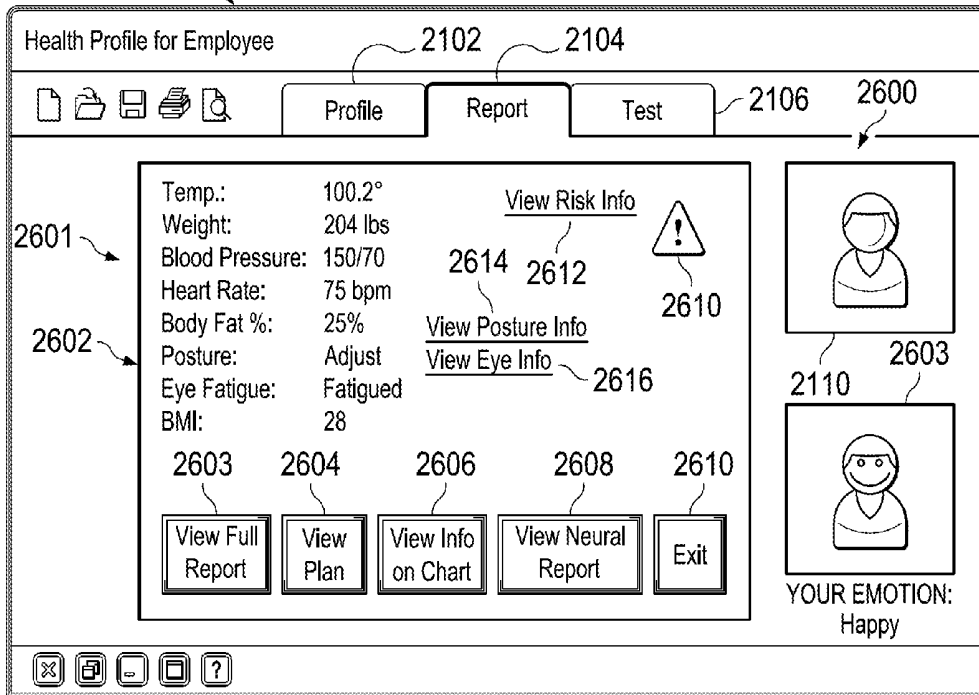 Health Profile for Employee
2102
2104
Profile
Report
Test
2106
2600
Temp.: 100.2°
View Risk Info
Weight: 204 lbs
2601
Blood Pressure: 150/70
2614
2612
Heart Rate: 75 bpm
2610
Body Fat %: 25%
View Posture Info
2602
Posture: Adjust
View Eye Info
2616
2110
2603
Eye Fatigue: Fatigued
BMI: 28
2603
2604
2606
2608
2610
View Full
Report
View
Plan
View Info
on Chart
View Neural
Report
Exit
YOUR EMOTION:
Happy
?